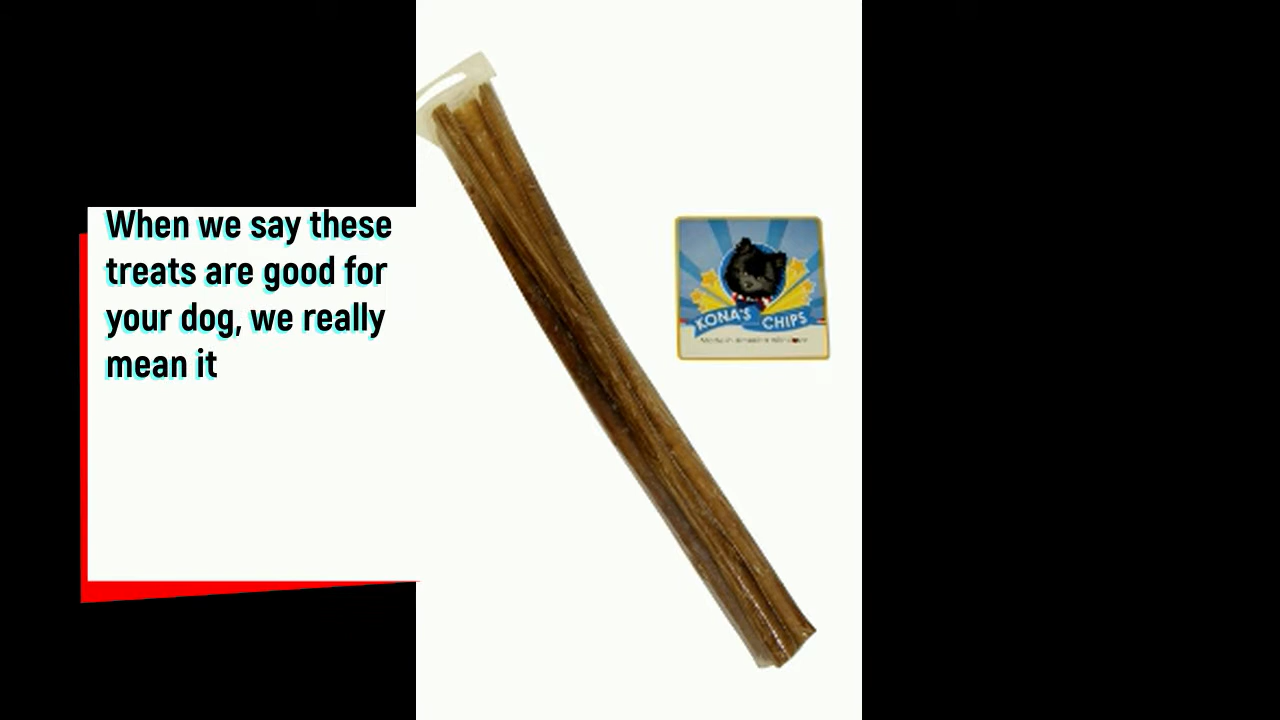 When we say these
treats are good for
your dog, we really
mean it
KONA'S CHIPS